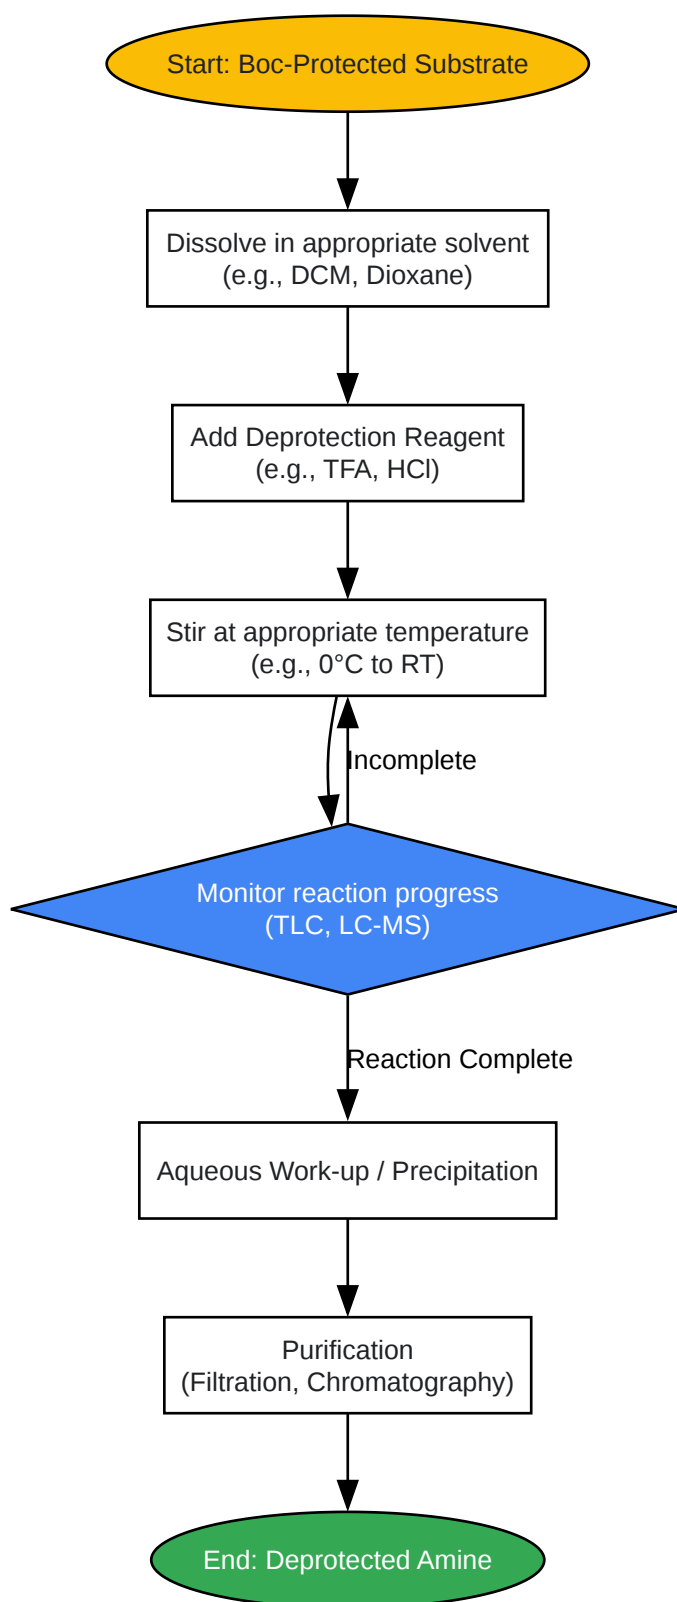 Start: Boc-Protected Substrate
Dissolve in appropriate solvent
(e.g., DCM, Dioxane)
Add Deprotection Reagent
(e.g., TFA, HCl)
Stir at appropriate temperature
(e.g., 0°C to RT)
Incomplete
Monitor reaction progress
(TLC, LC-MS)
Reaction Complete
Aqueous Work-up / Precipitation
Purification
(Filtration, Chromatography)
End: Deprotected Amine